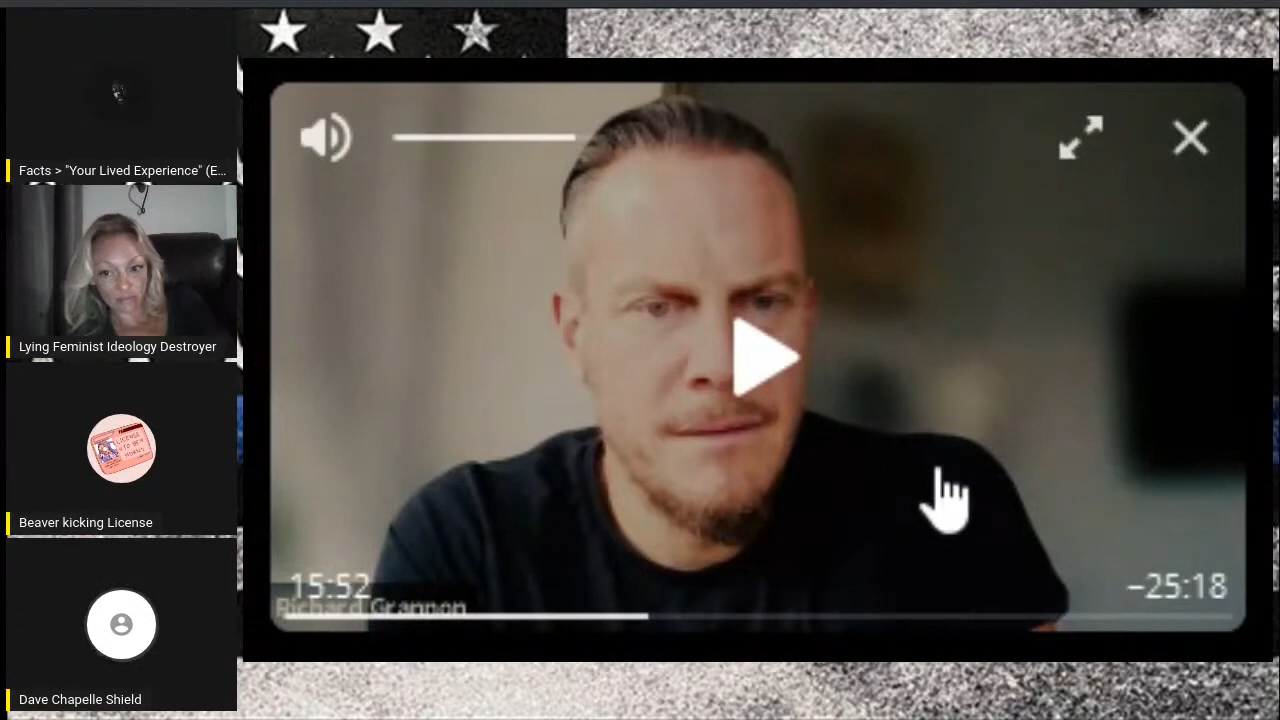 Facts > "Your Lived Experience" (E...
Lying Feminist Ideology Destroyer
Beaver kicking License
Dave Chapelle Shield
15:52
-25:18
Richard Grannon